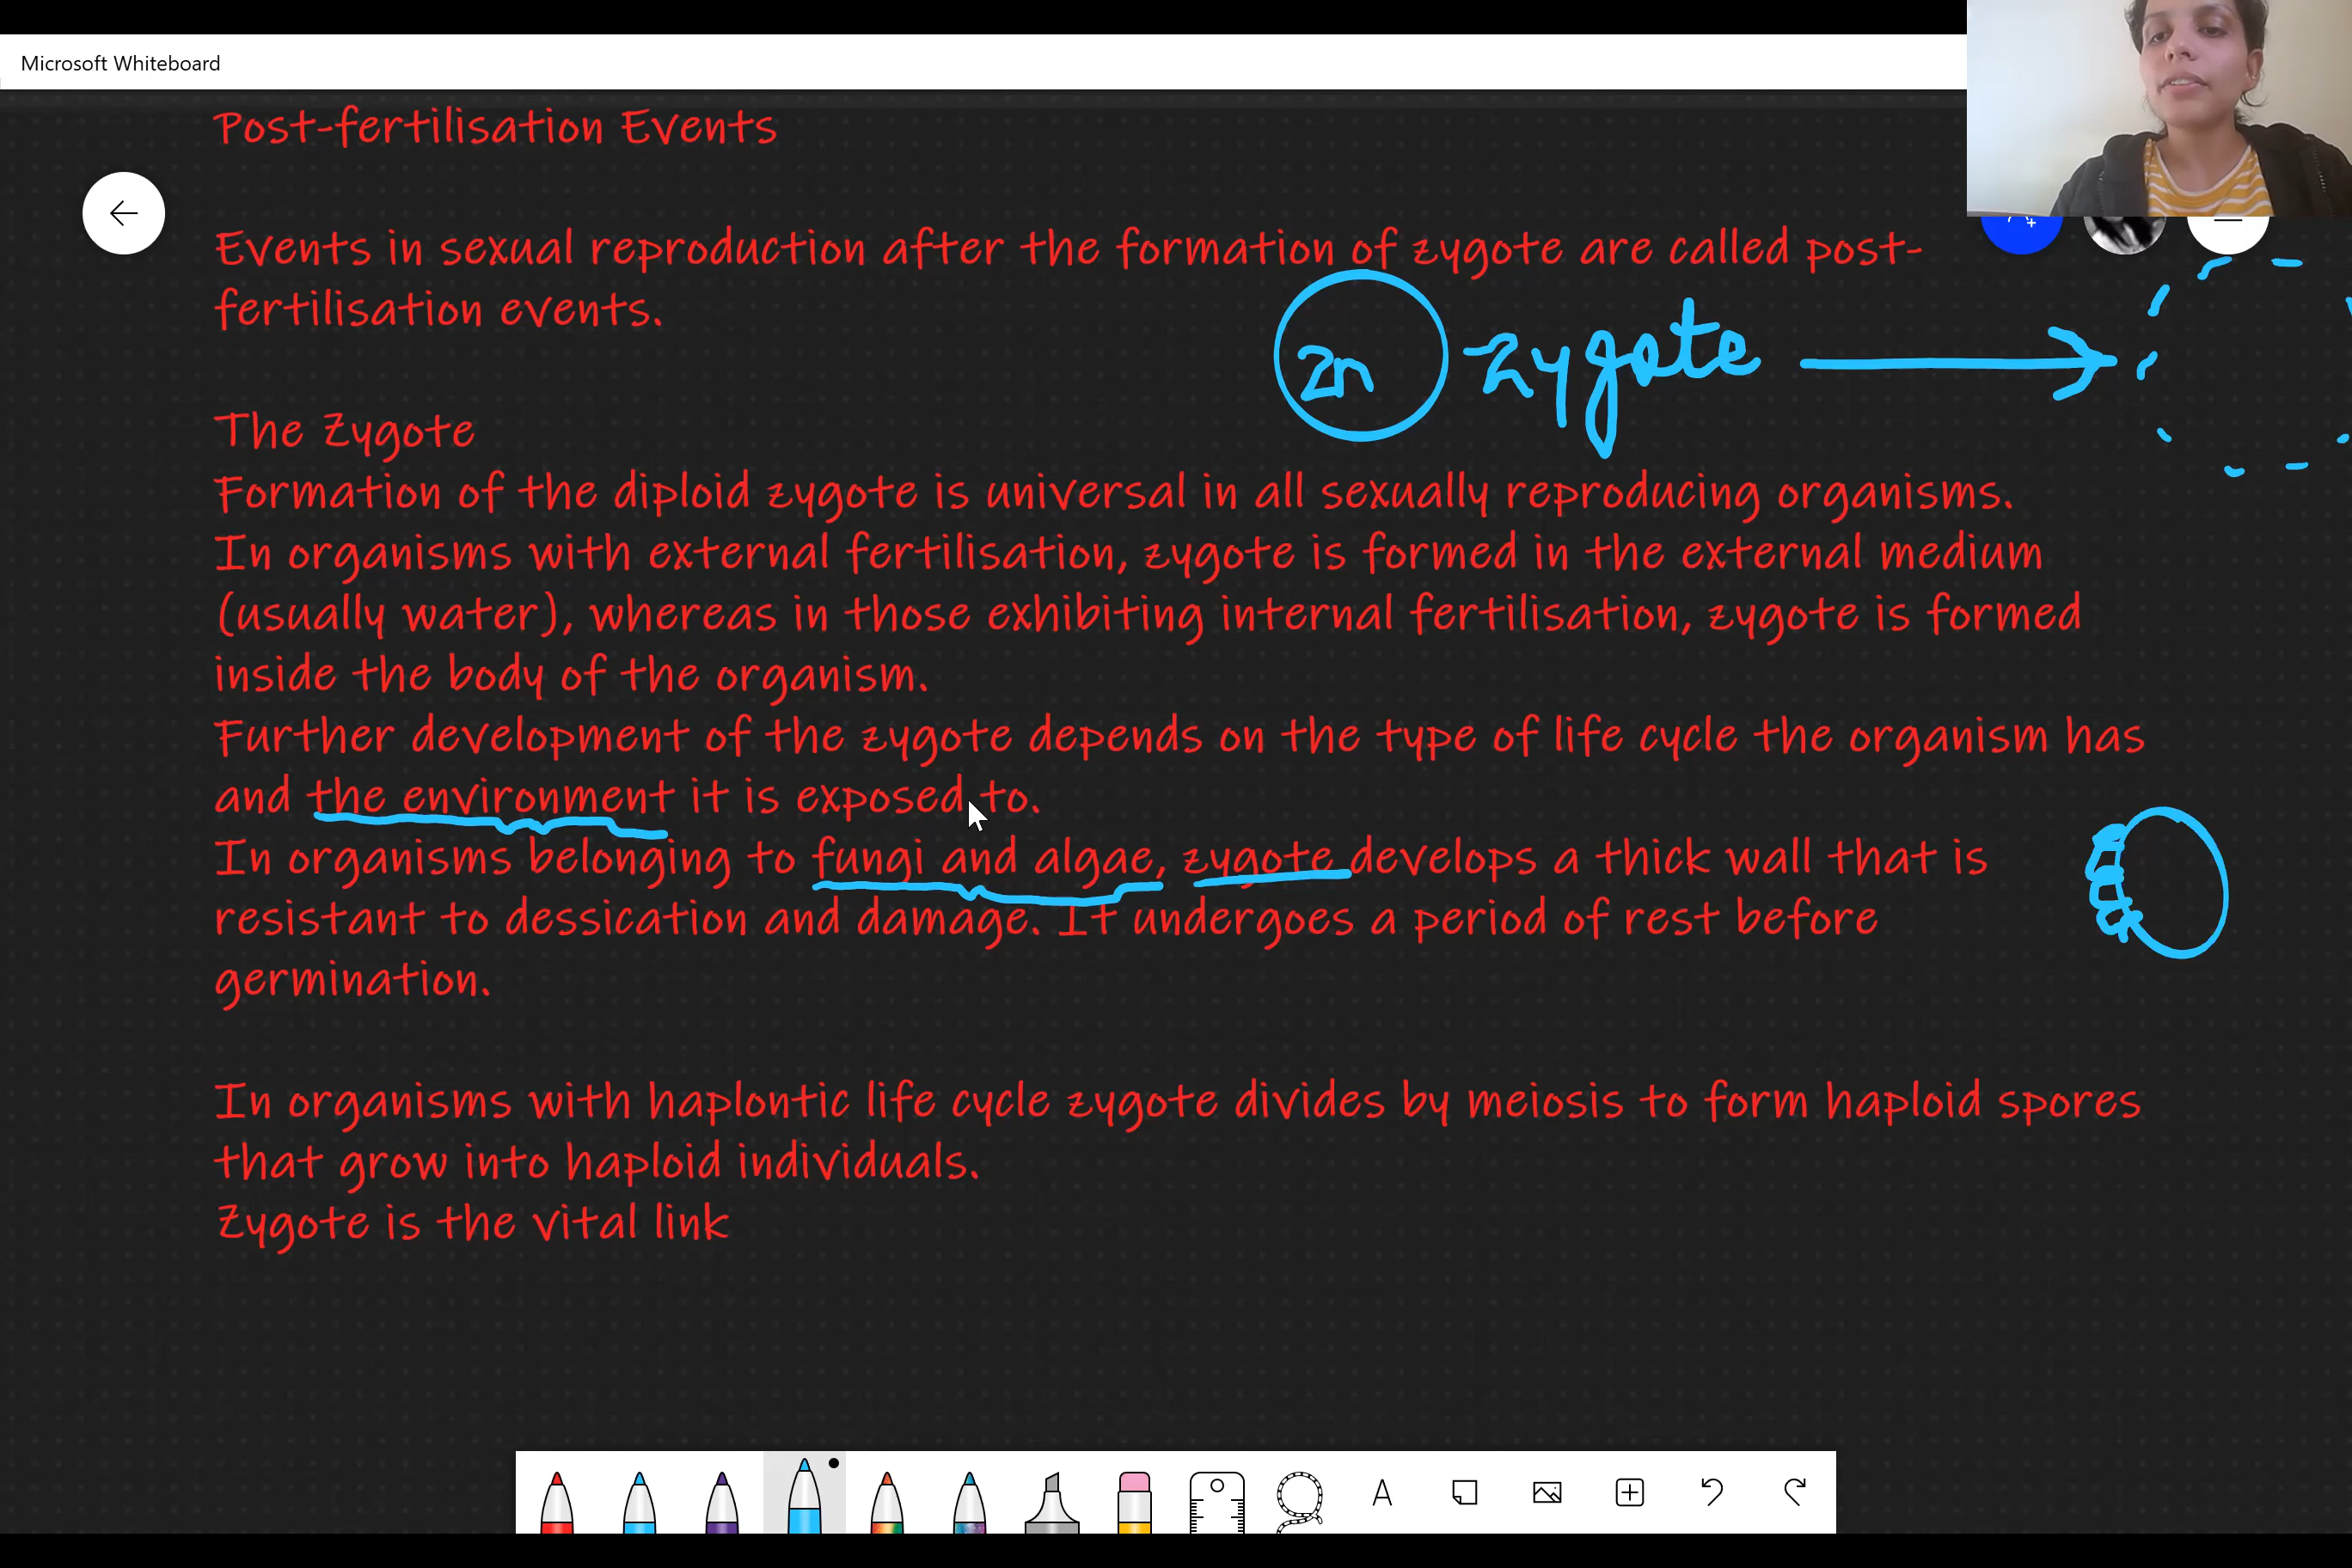 Microsoft Whiteboard
Post-fertilisation Events
Events in sexual reproduction after the formation of zygote are called post-
fertilisation events.
2n zygote
The Zygote
Formation of the diploid zygote is universal in all sexually reproducing organisms.
In organisms with external fertilisation, zygote is formed in the external medium
(usually water), whereas in those exhibiting internal fertilisation, zygote is formed
inside the body of the organism.
Further development of the zygote depends on the type of life cycle the organism has
and the environment it is exposed to.
In organisms belonging to fungi and algae, zygote develops a thick wall that is
resistant to dessication and damage. It undergoes a period of rest before
germination.
In organisms with haplontic life cycle zygote divides by meiosis to form haploid spores
that grow into haploid individuals.
Zygote is the vital link